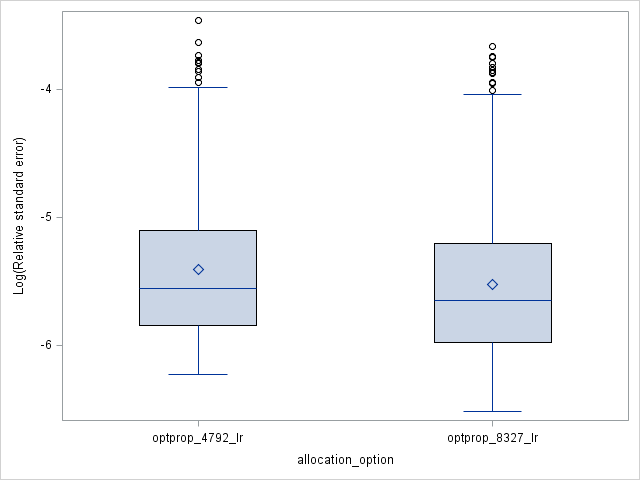 -4
-5
-6
Log(Relative standard error)
optprop_4792_lr
optprop_8327_lr
allocation_option